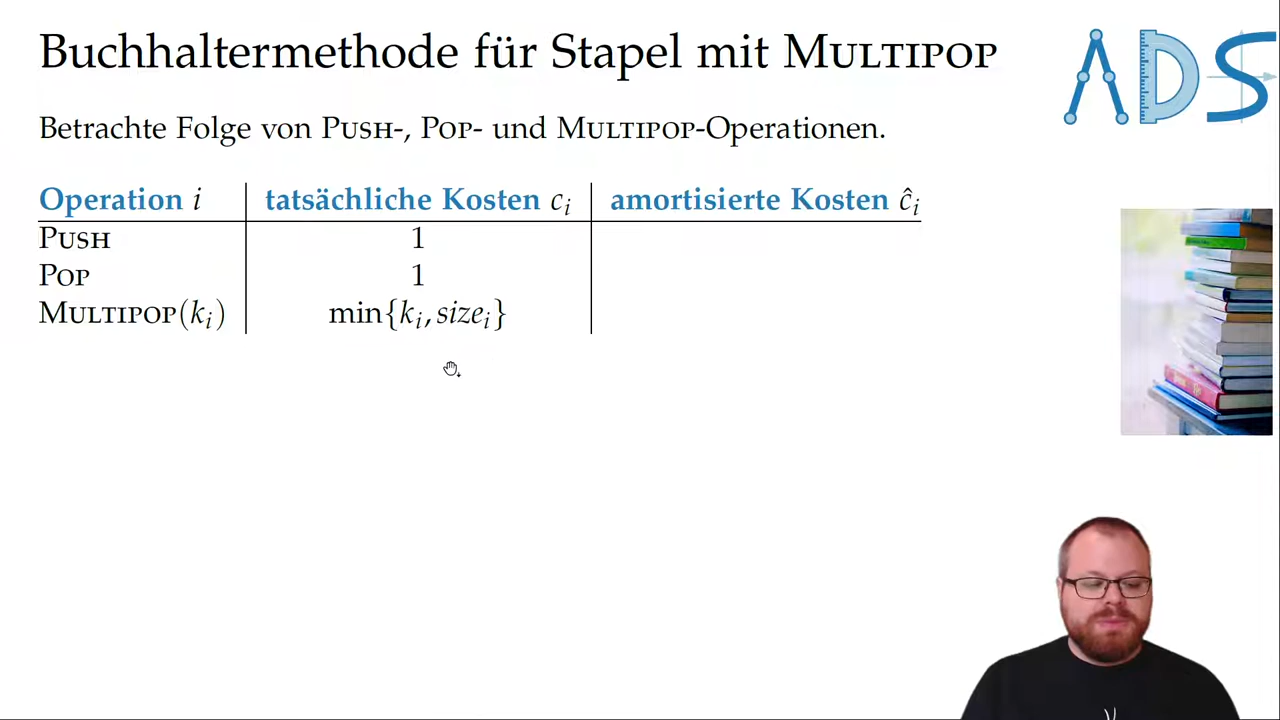 Buchhaltermethode für Stapel mit MULTIPOP
ADS
Betrachte Folge von PUSH-, POP- und MULTIPOP-Operationen.
Operation i tatsächliche Kosten cᵢ amortisierte Kosten ĉᵢ
PUSH 1
POP 1
MULTIPOP(kᵢ) min{kᵢ, sizeᵢ}